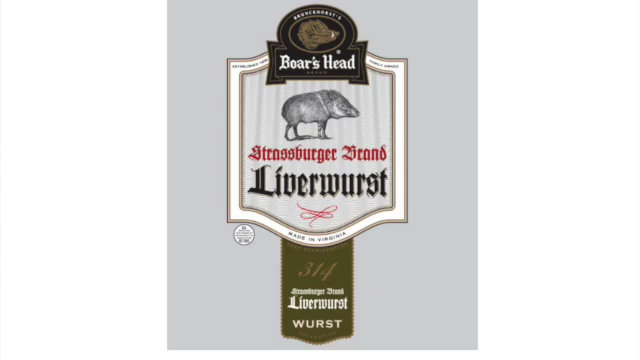 BRUNCKHORST'S
Boar's Head
BRAND
ESTABLISHED 1905
FAMILY OWNED
Strassburger Brand
Liverwurst
MADE IN VIRGINIA
314
Strassburger Brand
Liverwurst
WURST